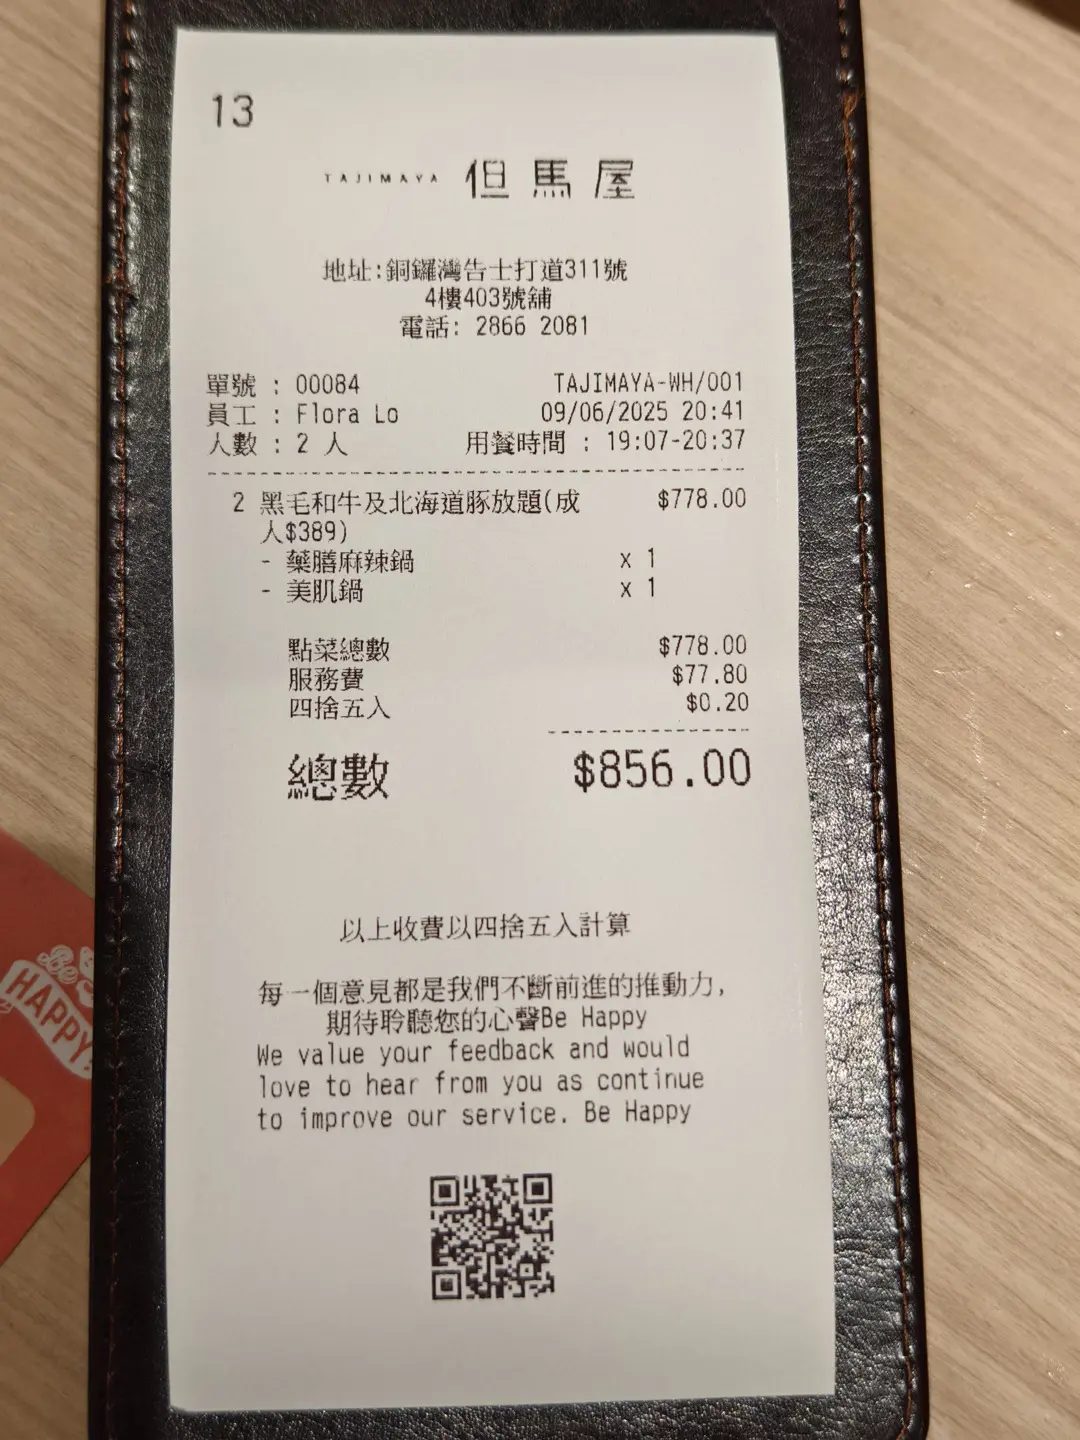 13
TAJIMAYA 但馬屋
地址:銅鑼灣告士打道311號
4樓403號舖
電話: 2866 2081
單號 : 00084 TAJIMAYA-WH/001
員工 : Flora Lo 09/06/2025 20:41
人數 : 2 人 用餐時間 : 19:07-20:37
2 黑毛和牛及北海道豚放題(成 $778.00
人$389)
- 藥膳麻辣鍋 x 1
- 美肌鍋 x 1
點菜總數 $778.00
服務費 $77.80
四捨五入 $0.20
總數 $856.00
以上收費以四捨五入計算
每一個意見都是我們不斷前進的推動力,
期待聆聽您的心聲Be Happy
We value your feedback and would
love to hear from you as continue
to improve our service. Be Happy
Be
HAPPY!